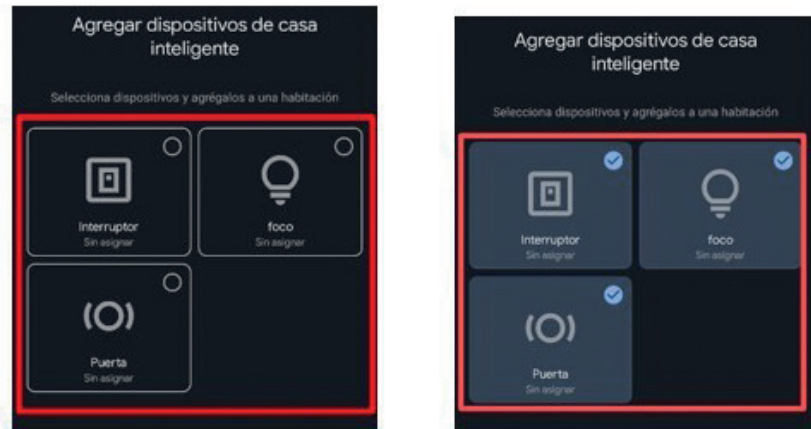 Agregar dispositivos de casa
inteligente
Selecciona dispositivos y agrégalos a una habitación
Interruptor
Sin asignar
foco
Sin asignar
Puerta
Sin asignar
Agregar dispositivos de casa
inteligente
Selecciona dispositivos y agrégalos a una habitación
Interruptor
Sin asignar
foco
Sin asignar
Puerta
Sin asignar